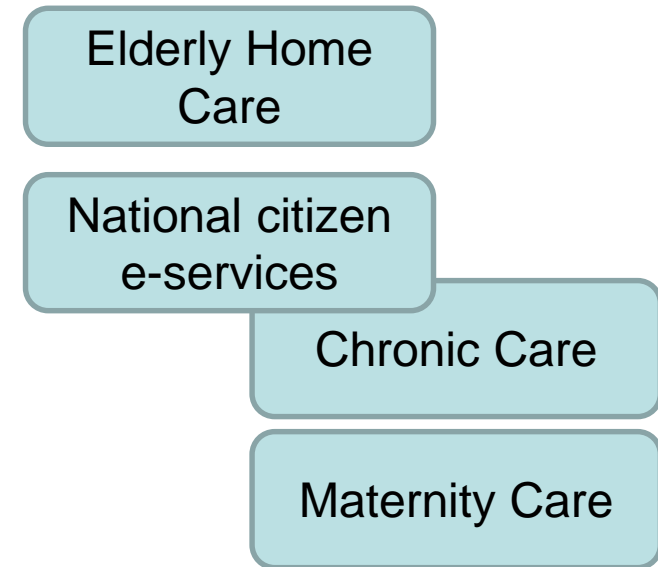 Elderly Home
Care
National citizen
e-services
Chronic Care
Maternity Care